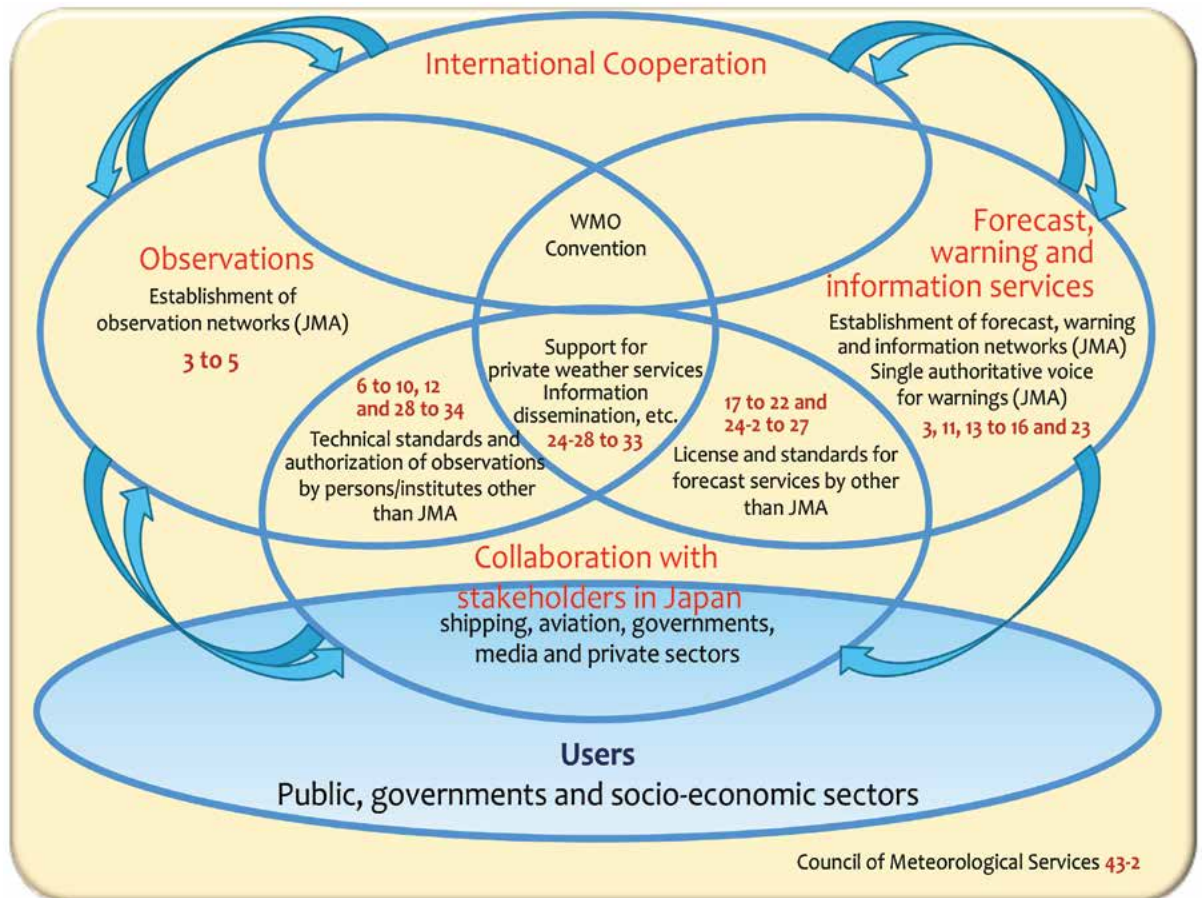 International Cooperation
WMO
Convention
Observations
Establishment of
observation networks (JMA)
3 to 5
Forecast,
warning and
information services
Establishment of forecast, warning
and information networks (JMA)
Single authoritative voice
for warnings (JMA)
3, 11, 13 to 16 and 23
6 to 10, 12
and 28 to 34
Technical standards and
authorization of observations
by persons/institutes other
than JMA
Support for
private weather services
Information
dissemination, etc.
24-28 to 33
17 to 22 and
24-2 to 27
License and standards for
forecast services by other
than JMA
Collaboration with
stakeholders in Japan
shipping, aviation, governments,
media and private sectors
Users
Public, governments and socio-economic sectors
Council of Meteorological Services 43-2